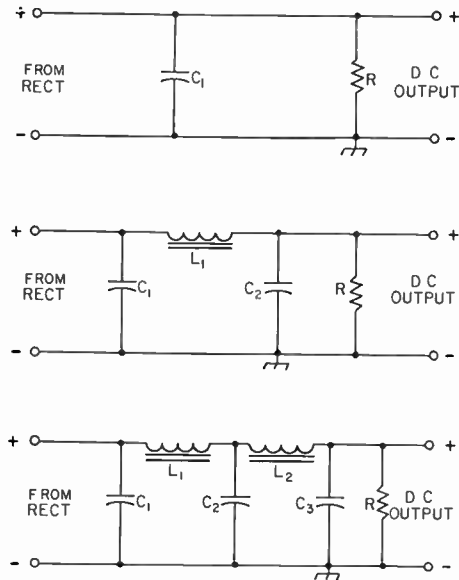 + +
FROM RECT C1 R D C OUTPUT
- -
+ +
L1
FROM RECT C1 C2 R D C OUTPUT
- -
+ +
L1 L2
FROM RECT C1 C2 C3 R D C OUTPUT
- -